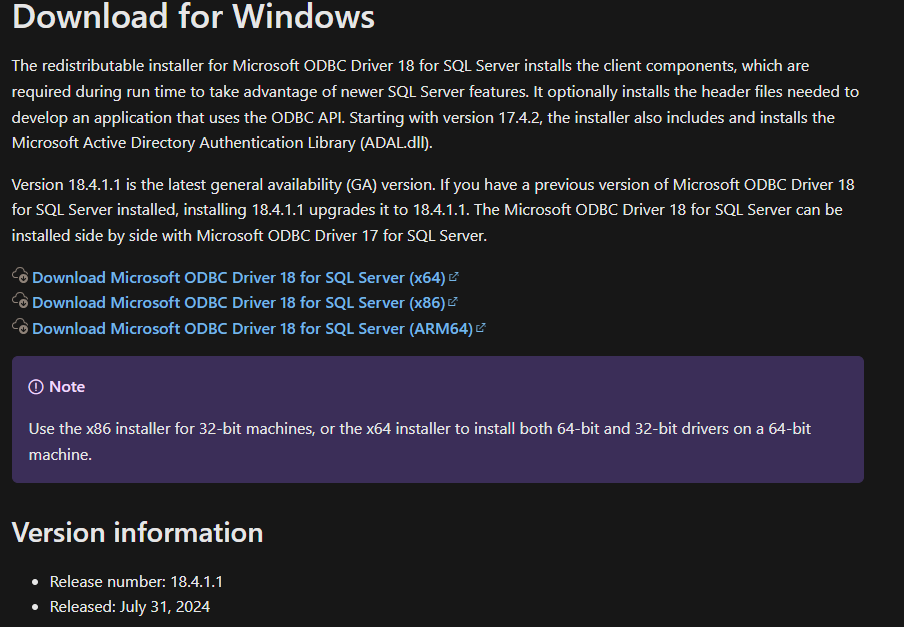 Download for Windows
The redistributable installer for Microsoft ODBC Driver 18 for SQL Server installs the client components, which are
required during run time to take advantage of newer SQL Server features. It optionally installs the header files needed to
develop an application that uses the ODBC API. Starting with version 17.4.2, the installer also includes and installs the
Microsoft Active Directory Authentication Library (ADAL.dll).
Version 18.4.1.1 is the latest general availability (GA) version. If you have a previous version of Microsoft ODBC Driver 18
for SQL Server installed, installing 18.4.1.1 upgrades it to 18.4.1.1. The Microsoft ODBC Driver 18 for SQL Server can be
installed side by side with Microsoft ODBC Driver 17 for SQL Server.
Download Microsoft ODBC Driver 18 for SQL Server (x64)
Download Microsoft ODBC Driver 18 for SQL Server (x86)
Download Microsoft ODBC Driver 18 for SQL Server (ARM64)
Note
Use the x86 installer for 32-bit machines, or the x64 installer to install both 64-bit and 32-bit drivers on a 64-bit
machine.
Version information
• Release number: 18.4.1.1
• Released: July 31, 2024